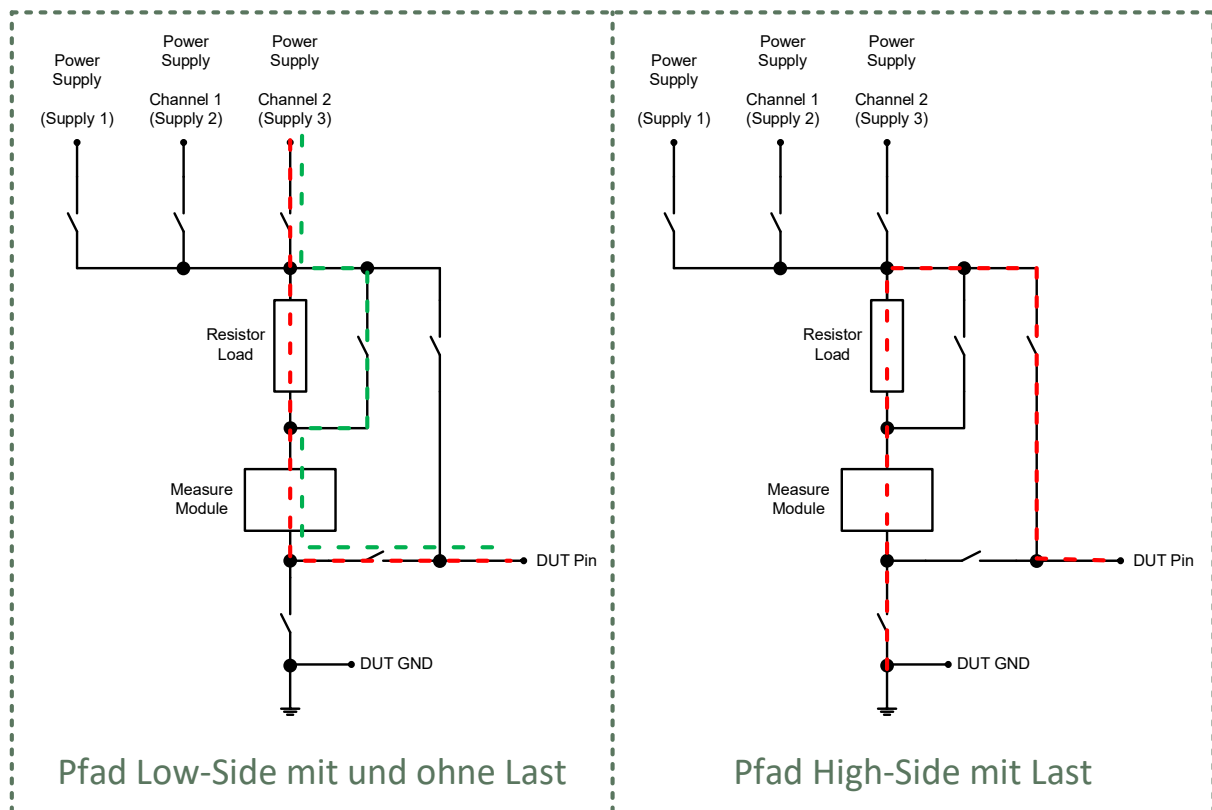 Power
Supply
(Supply 1)
Power
Supply
Channel 1
(Supply 2)
Power
Supply
Channel 2
(Supply 3)
Resistor
Load
Measure
Module
DUT Pin
DUT GND
Pfad Low-Side mit und ohne Last
Power
Supply
(Supply 1)
Power
Supply
Channel 1
(Supply 2)
Power
Supply
Channel 2
(Supply 3)
Resistor
Load
Measure
Module
DUT Pin
DUT GND
Pfad High-Side mit Last